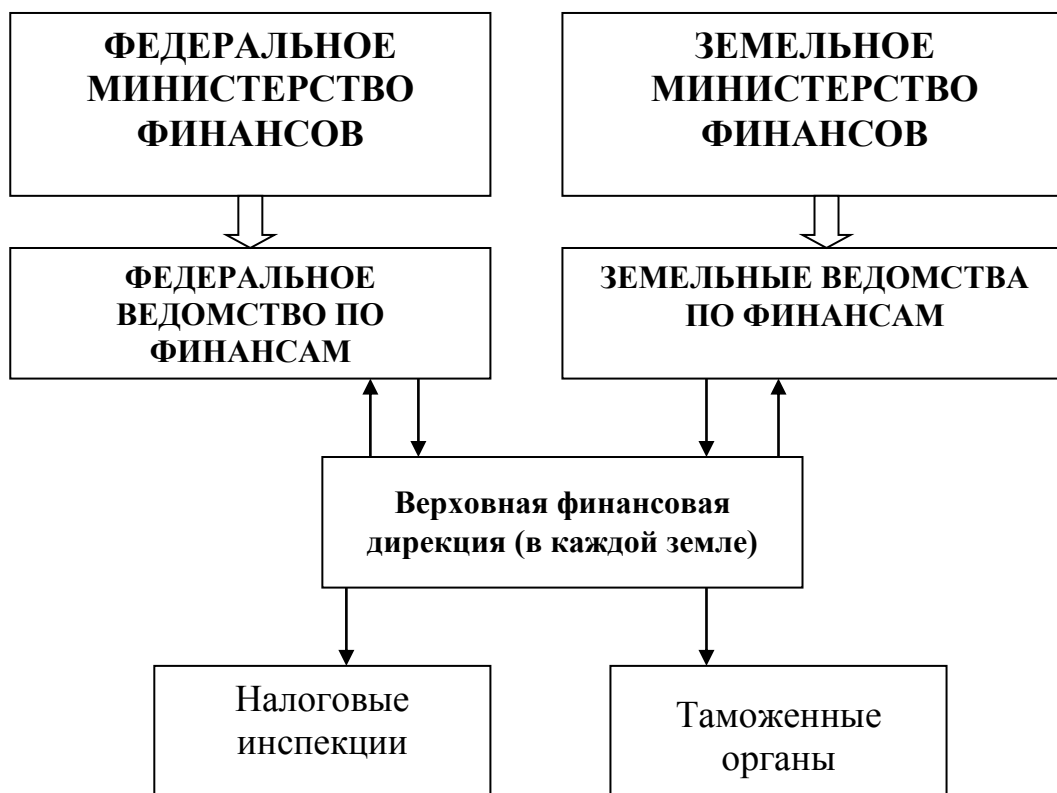 ФЕДЕРАЛЬНОЕ
МИНИСТЕРСТВО
ФИНАНСОВ
ЗЕМЕЛЬНОЕ
МИНИСТЕРСТВО
ФИНАНСОВ
ФЕДЕРАЛЬНОЕ
ВЕДОМСТВО ПО
ФИНАНСАМ
ЗЕМЕЛЬНЫЕ ВЕДОМСТВА
ПО ФИНАНСАМ
Верховная финансовая
дирекция (в каждой земле)
Налоговые
инспекции
Таможенные
органы